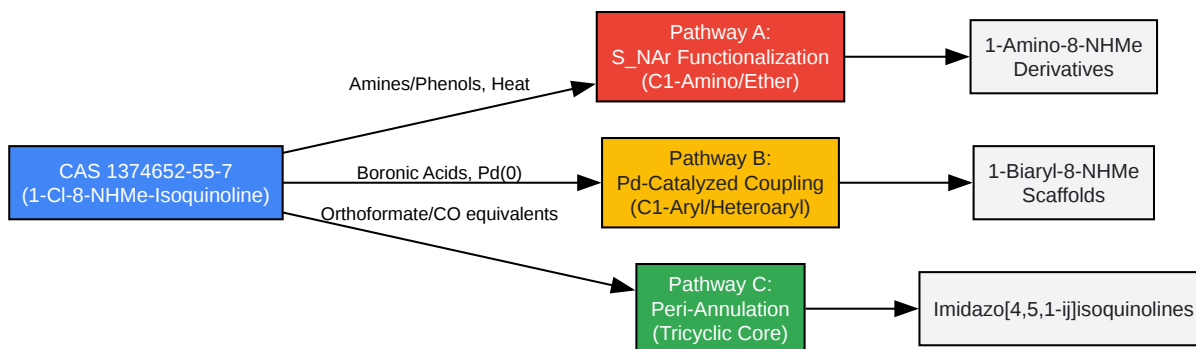 Pathway A:
S_NAr Functionalization
(C1-Amino/Ether)
1-Amino-8-NHMe
Derivatives
Amines/Phenols, Heat
CAS 1374652-55-7
(1-Cl-8-NHMe-Isoquinoline)
Boronic Acids, Pd(0)
Pathway B:
Pd-Catalyzed Coupling
(C1-Aryl/Heteroaryl)
1-Biaryl-8-NHMe
Scaffolds
Orthoformate/CO equivalents
Pathway C:
Peri-Annulation
(Tricyclic Core)
Imidazo[4,5,1-ij]isoquinolines